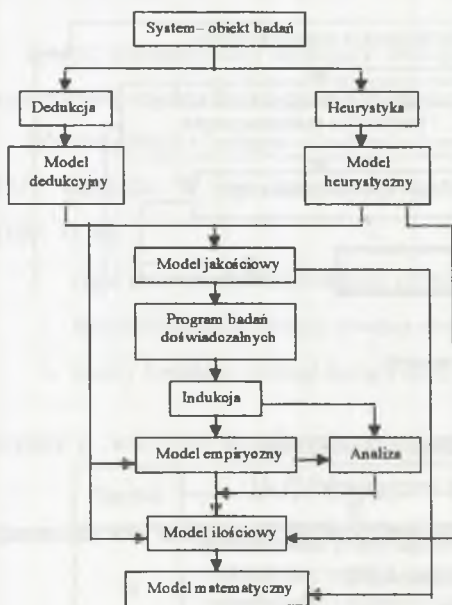 System – obiekt badań
Dedukcja
Heurystyka
Model
dedukcyjny
Model
heurystyczny
Model jakościowy
Program badań
doświadczalnych
Indukcja
Model empiryczny
Analiza
Model ilościowy
Model matematyczny